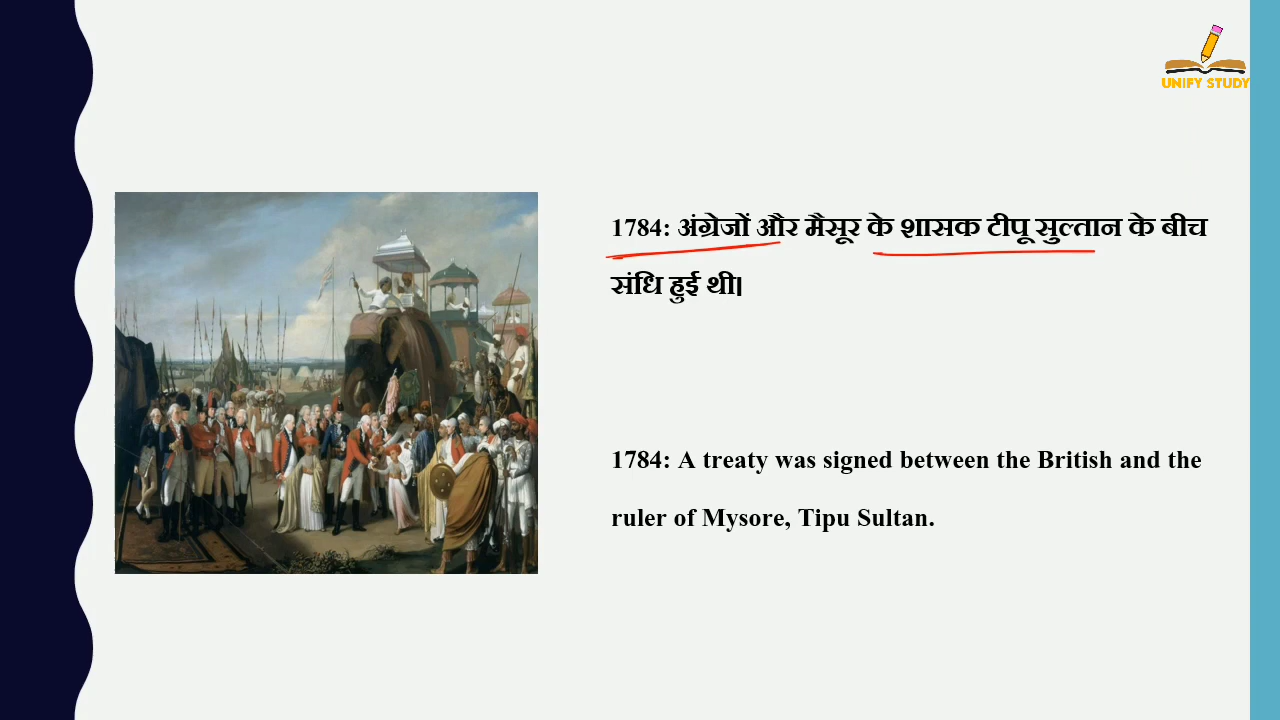 UNIFY STUDY
1784: अंग्रेजों और मैसूर के शासक टीपू सुल्तान के बीच
संधि हुई थी।
1784: A treaty was signed between the British and the
ruler of Mysore, Tipu Sultan.